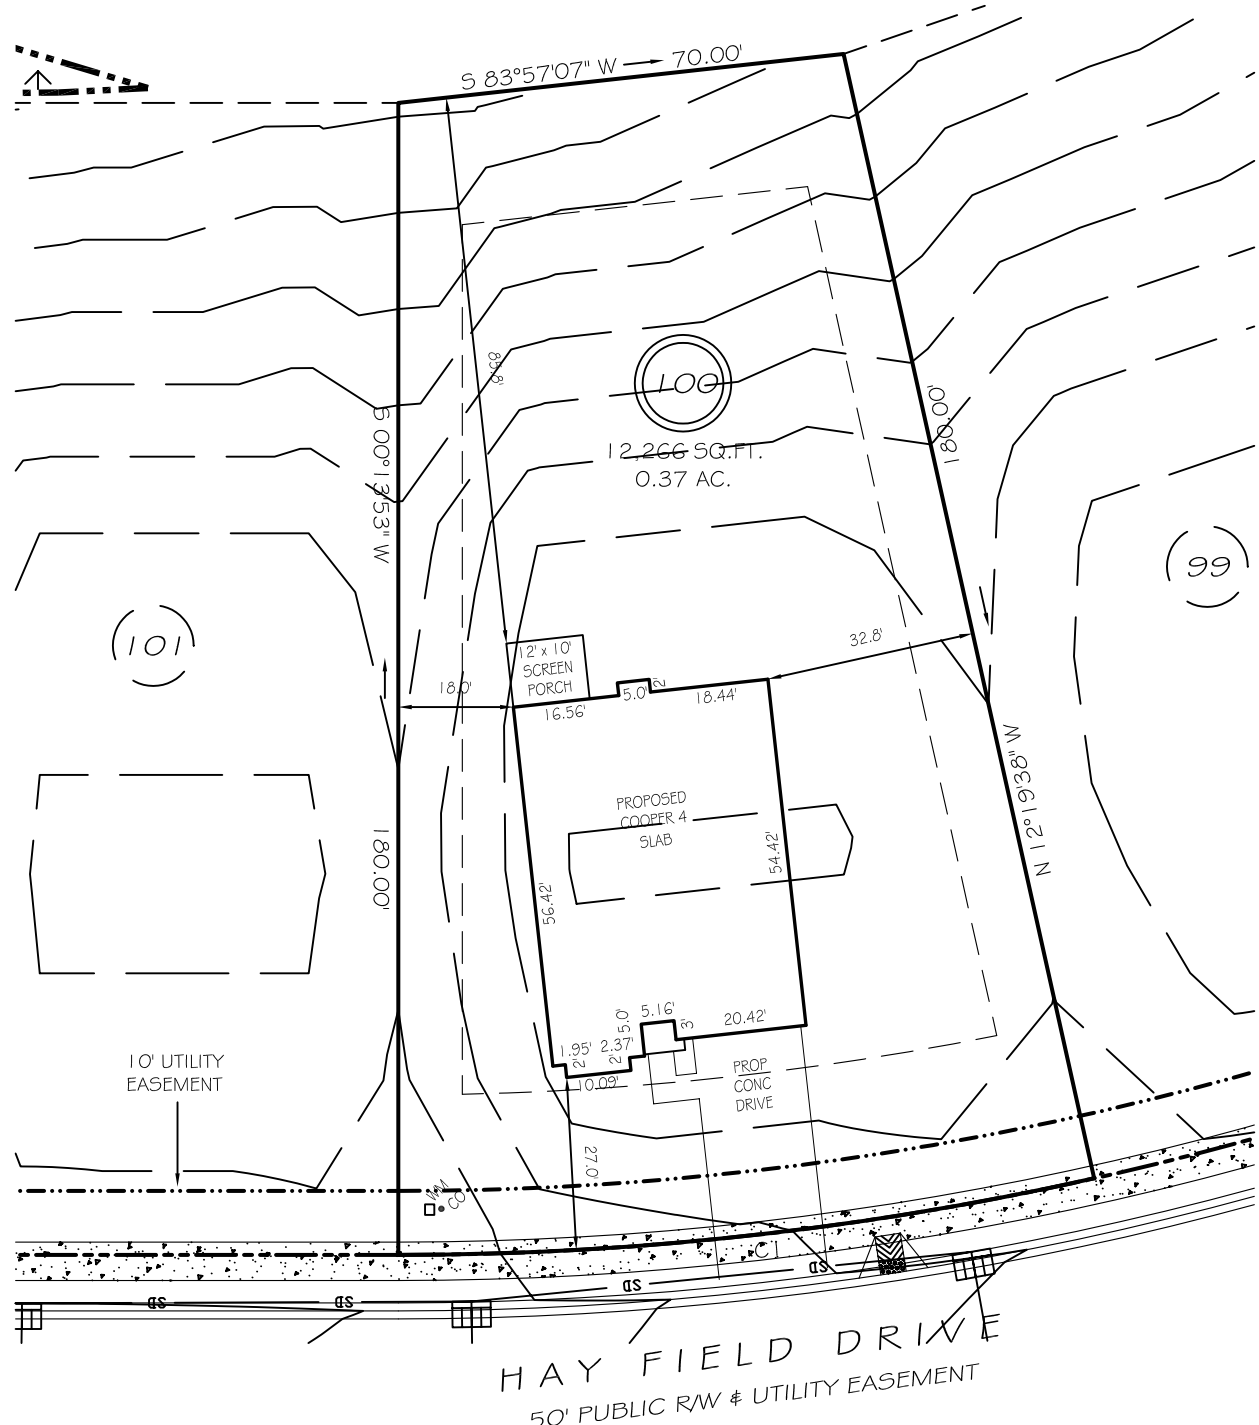 S 83°57'07" W
70.00'
85.8'
100
12,266 SQ.FT.
0.37 AC.
180.00'
S 00°13'53" W
99
101
12' x 10'
SCREEN
PORCH
32.8'
18.0'
16.56'
5.0'
2'
18.44'
N 12°19'38" W
PROPOSED
COOPER 4
SLAB
180.00'
54.42'
56.42'
5.16'
5.0'
3'
20.42'
1.95'
2.37'
2'
2'
10.09'
10' UTILITY
EASEMENT
PROP
CONC
DRIVE
27.0'
WM
CO
C1
SD
SD
SD
SD
HAY FIELD DRIVE
50' PUBLIC R/W & UTILITY EASEMENT